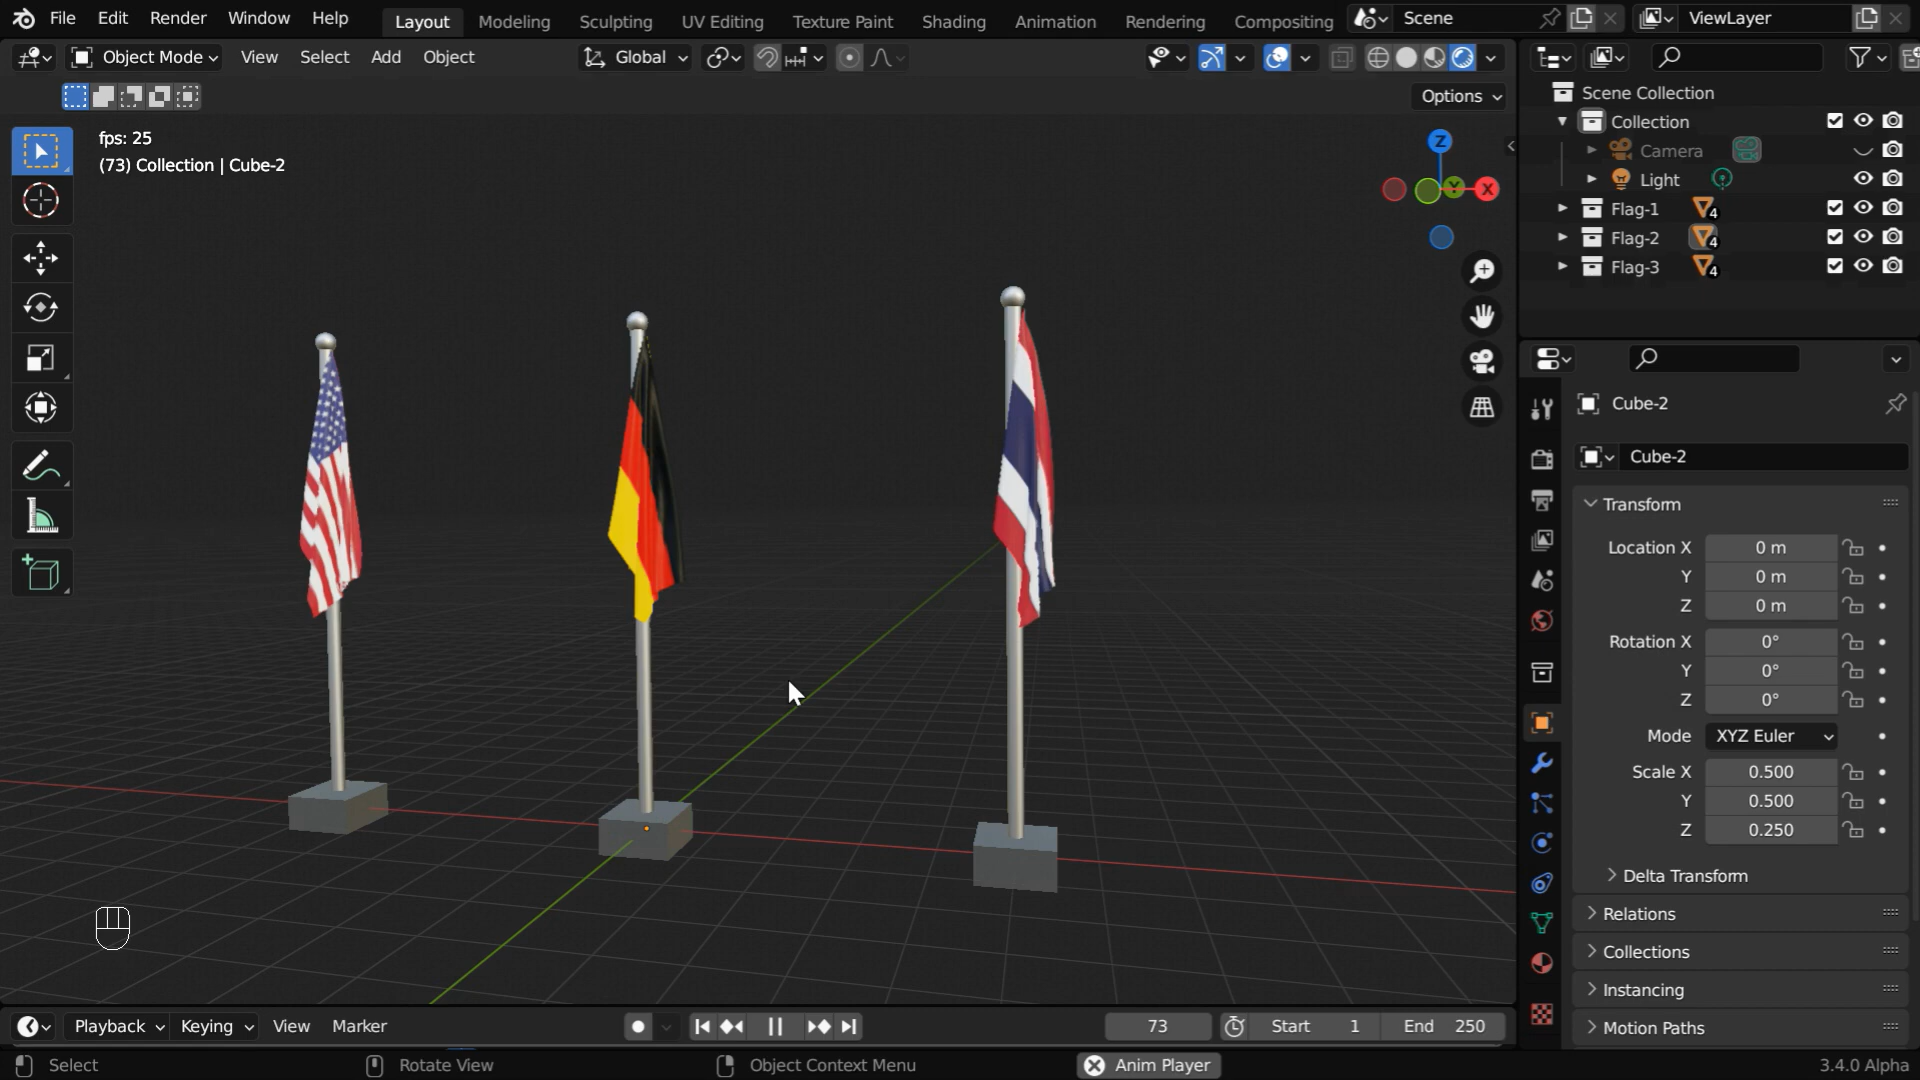 File Edit Render Window Help Layout Modeling Sculpting UV Editing Texture Paint Shading Animation Rendering Compositing Scene ViewLayer
Object Mode View Select Add Object Global
Options
fps: 25
(73) Collection | Cube-2
Z
Y
X
Scene Collection
Collection
Camera
Light
Flag-1 4
Flag-2 4
Flag-3 4
Cube-2
Cube-2
Transform
Location X 0 m
Y 0 m
Z 0 m
Rotation X 0°
Y 0°
Z 0°
Mode XYZ Euler
Scale X 0.500
Y 0.500
Z 0.250
Delta Transform
Relations
Collections
Instancing
Motion Paths
Playback Keying View Marker 73 Start 1 End 250
Select Rotate View Object Context Menu Anim Player 3.4.0 Alpha